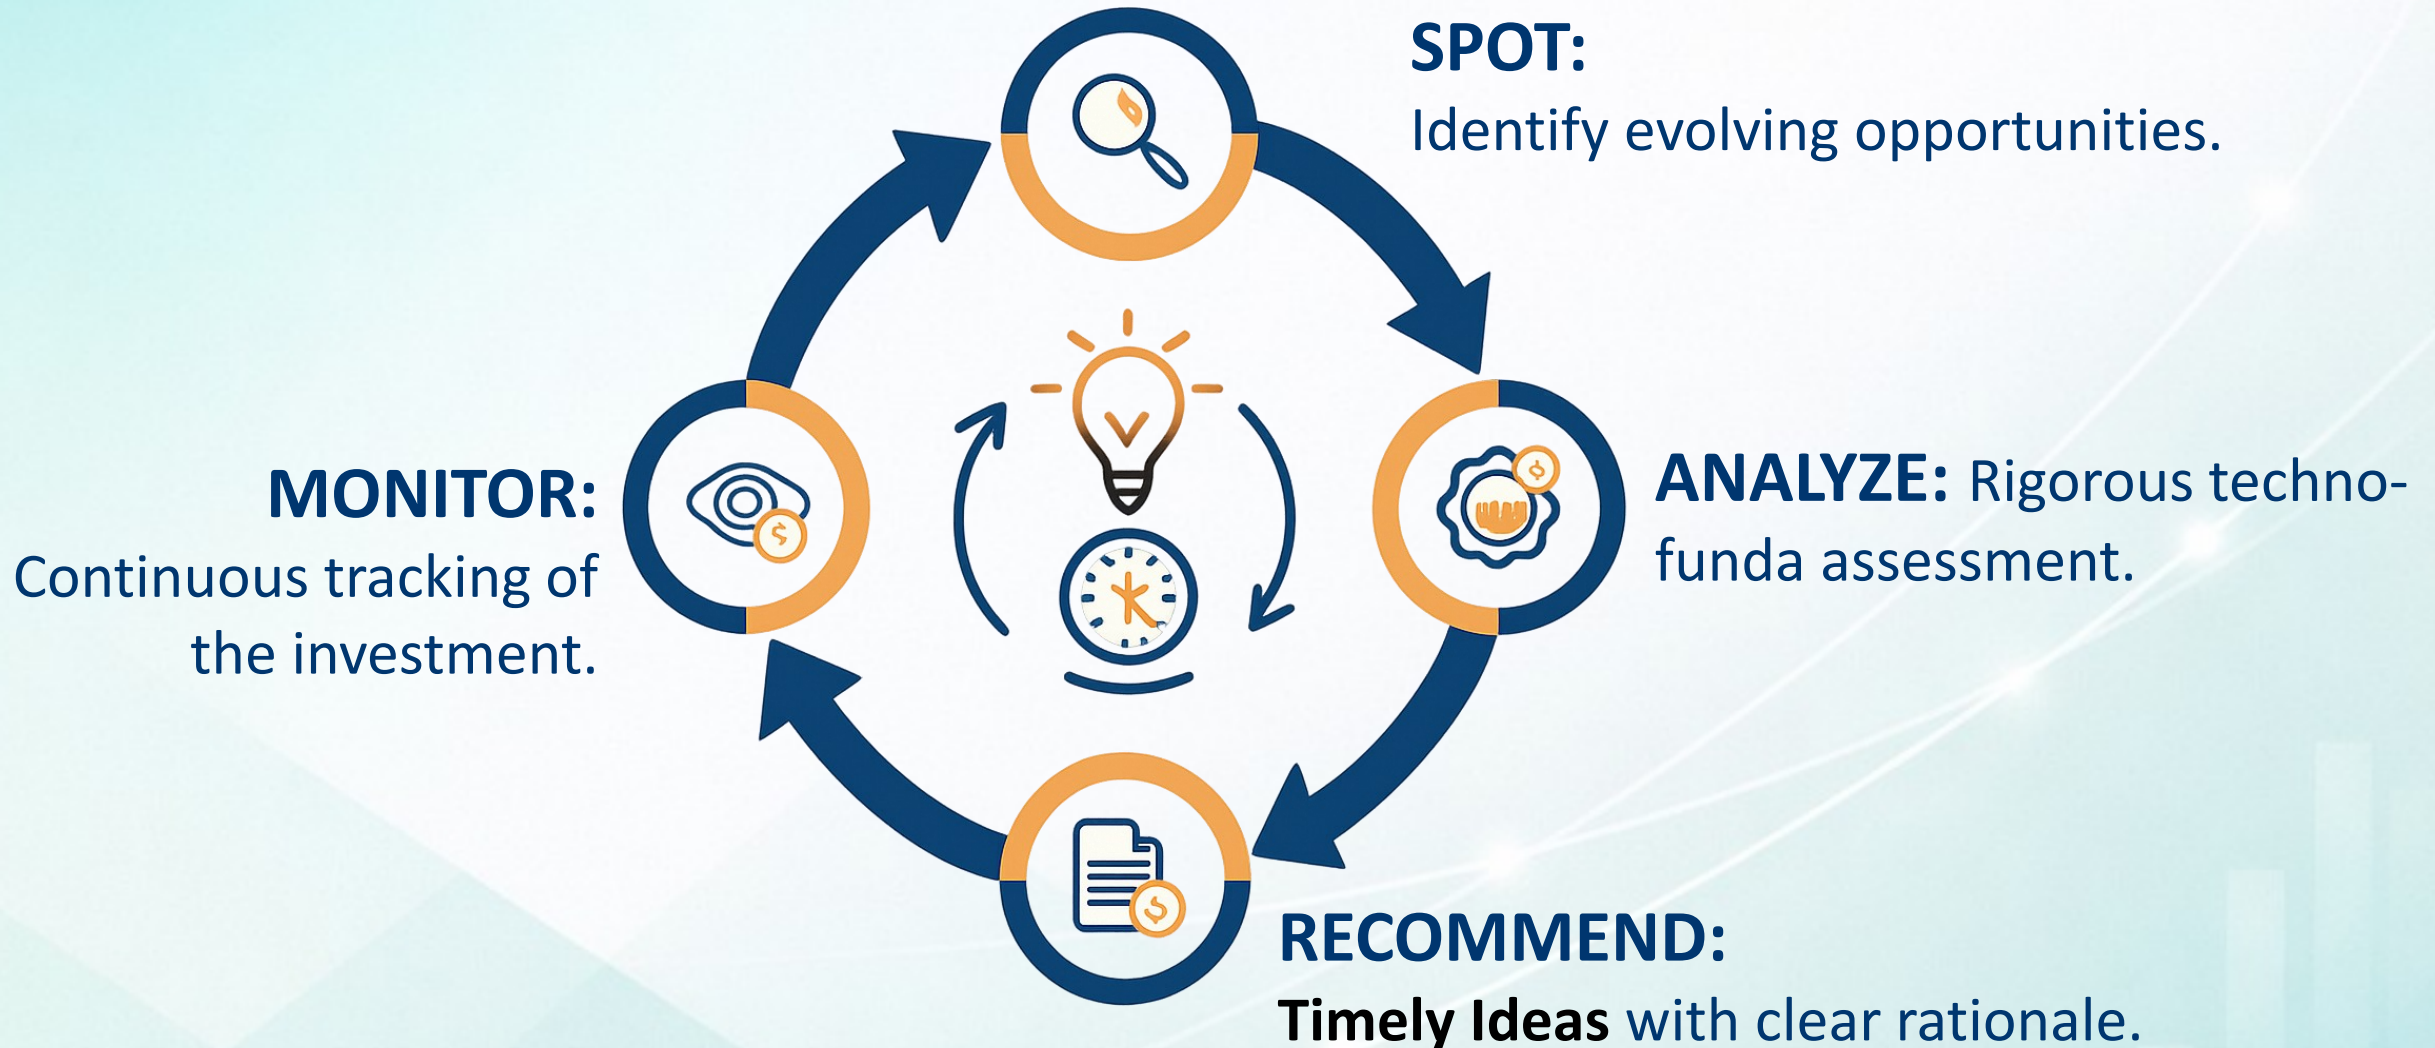 SPOT:
Identify evolving opportunities.
ANALYZE: Rigorous techno-
funda assessment.
RECOMMEND:
Timely Ideas with clear rationale.
MONITOR:
Continuous tracking of
the investment.